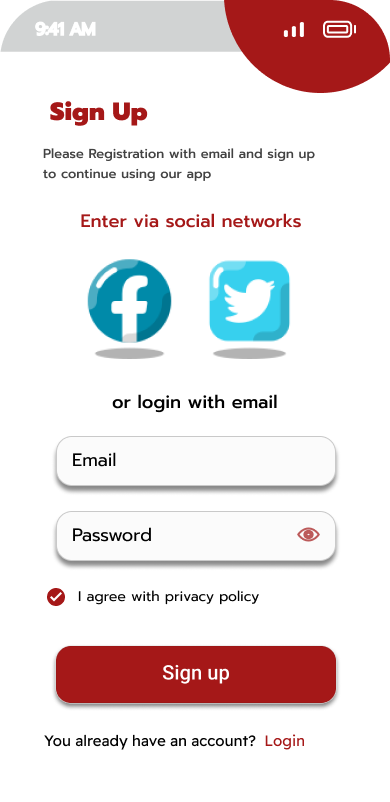 9:41 AM
Sign Up
Please Registration with email and sign up
to continue using our app
Enter via social networks
or login with email
Email
Password
I agree with privacy policy
Sign up
You already have an account? Login